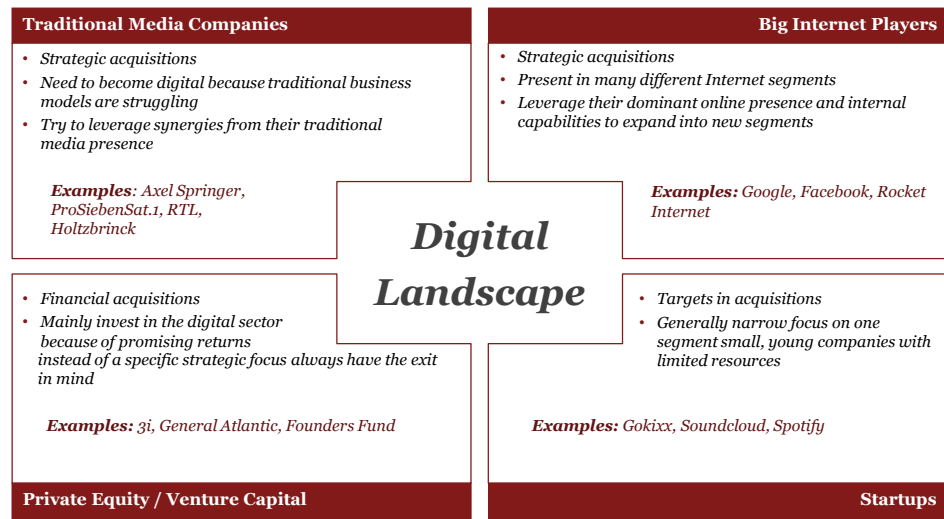 Traditional Media Companies
• Strategic acquisitions
• Need to become digital because traditional business
models are struggling
• Try to leverage synergies from their traditional
media presence
Examples: Axel Springer,
ProSiebenSat.1, RTL,
Holtzbrinck
Big Internet Players
• Strategic acquisitions
• Present in many different Internet segments
• Leverage their dominant online presence and internal
capabilities to expand into new segments
Examples: Google, Facebook, Rocket
Internet
Digital
Landscape
• Financial acquisitions
• Mainly invest in the digital sector
because of promising returns
instead of a specific strategic focus always have the exit
in mind
Examples: 3i, General Atlantic, Founders Fund
Private Equity / Venture Capital
• Targets in acquisitions
• Generally narrow focus on one
segment small, young companies with
limited resources
Examples: Gokixx, Soundcloud, Spotify
Startups